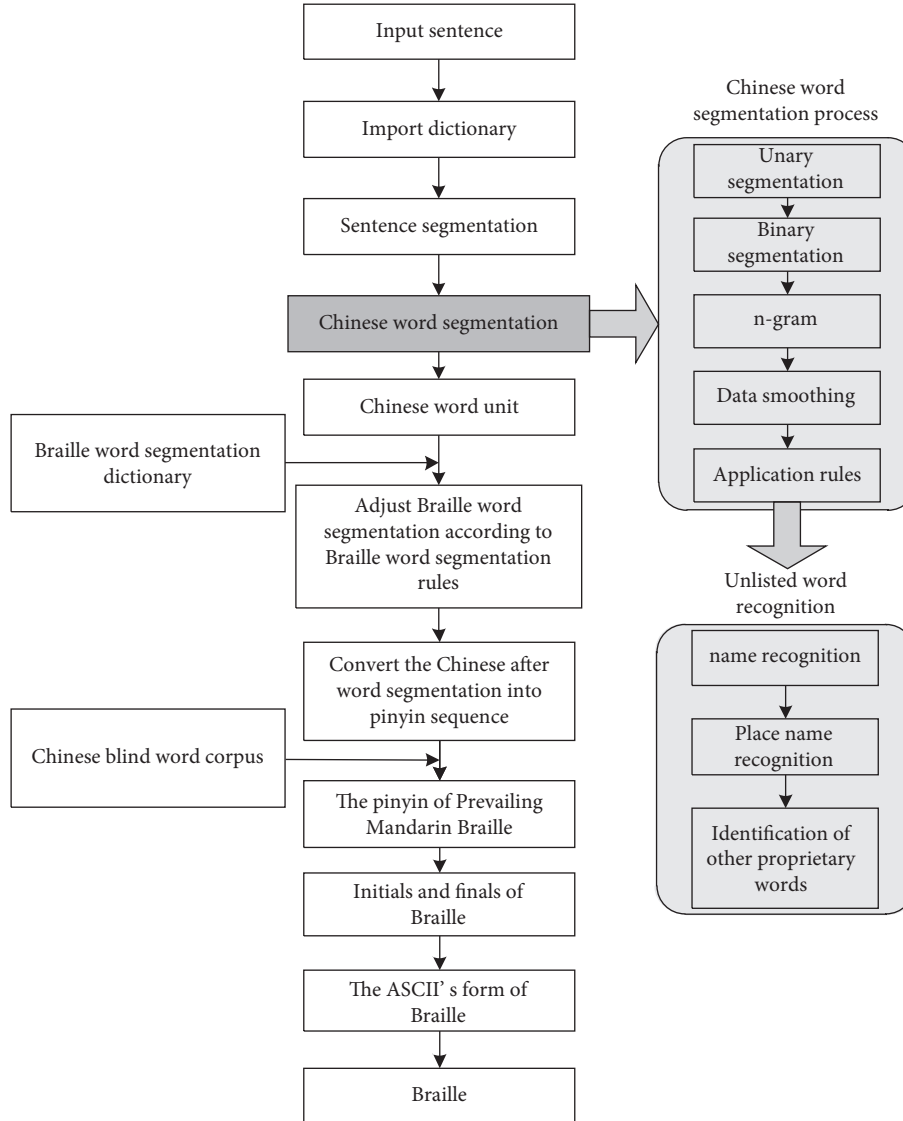 Input sentence
Import dictionary
Sentence segmentation
Chinese word segmentation
Chinese word unit
Braille word segmentation
dictionary
Adjust Braille word
segmentation according to
Braille word segmentation
rules
Convert the Chinese after
word segmentation into
pinyin sequence
Chinese blind word corpus
The pinyin of Prevailing
Mandarin Braille
Initials and finals of
Braille
The ASCII' s form of
Braille
Braille
Chinese word
segmentation process
Unary
segmentation
Binary
segmentation
n-gram
Data smoothing
Application rules
Unlisted word
recognition
name recognition
Place name
recognition
Identification of
other proprietary
words